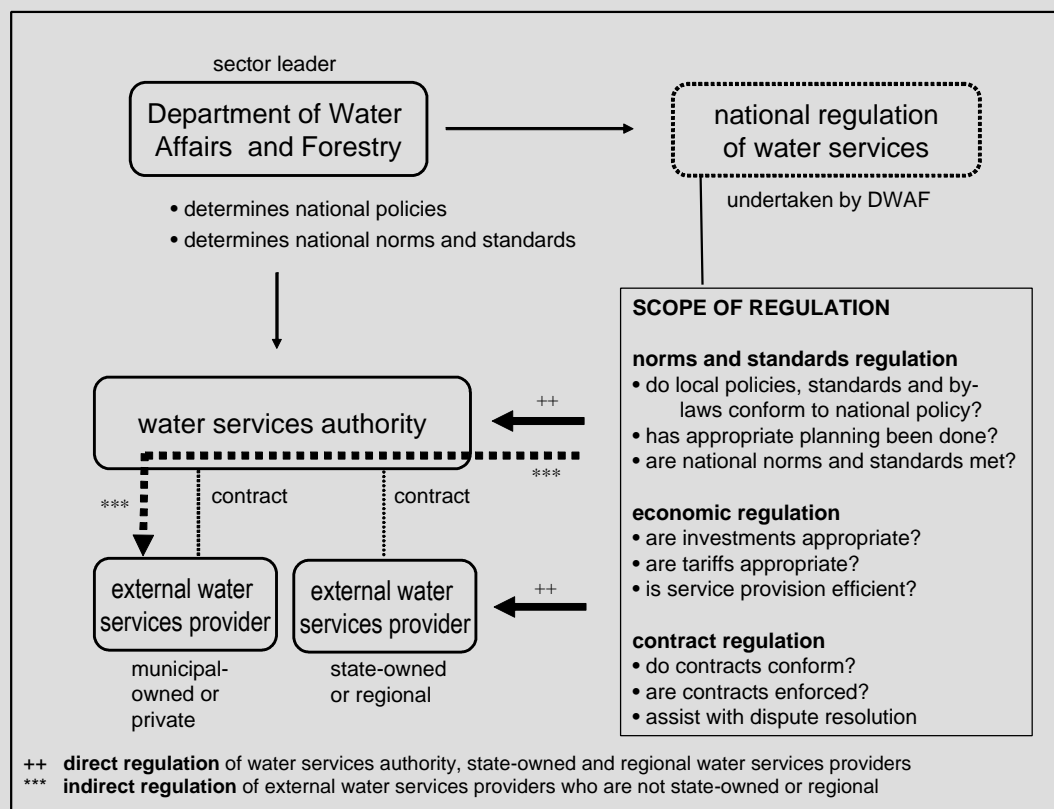 sector leader
Department of Water
Affairs and Forestry
national regulation
of water services
undertaken by DWAF
• determines national policies
• determines national norms and standards
SCOPE OF REGULATION
norms and standards regulation
• do local policies, standards and by-
laws conform to national policy?
• has appropriate planning been done?
• are national norms and standards met?
economic regulation
• are investments appropriate?
• are tariffs appropriate?
• is service provision efficient?
contract regulation
• do contracts conform?
• are contracts enforced?
• assist with dispute resolution
++
water services authority
***
***
contract
contract
external water
services provider
external water
services provider
++
municipal-
owned or
private
state-owned
or regional
++ direct regulation of water services authority, state-owned and regional water services providers
*** indirect regulation of external water services providers who are not state-owned or regional